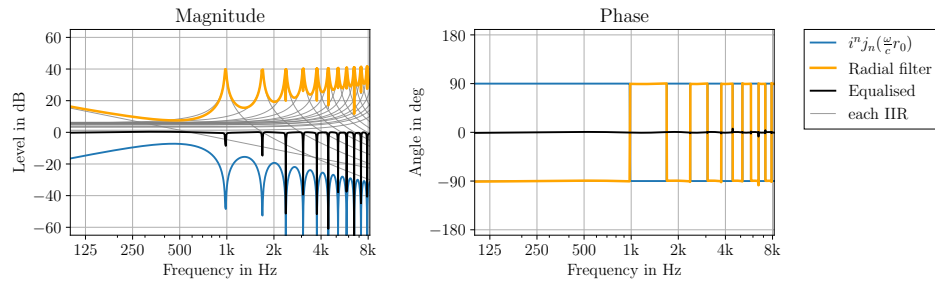 Magnitude
Level in dB
60
40
20
0
−20
−40
−60
125
250
500
1k
2k
4k
8k
Frequency in Hz
Phase
Angle in deg
180
90
0
−90
−180
125
250
500
1k
2k
4k
8k
Frequency in Hz
iⁿjₙ(ω/c r₀)
Radial filter
Equalised
each IIR